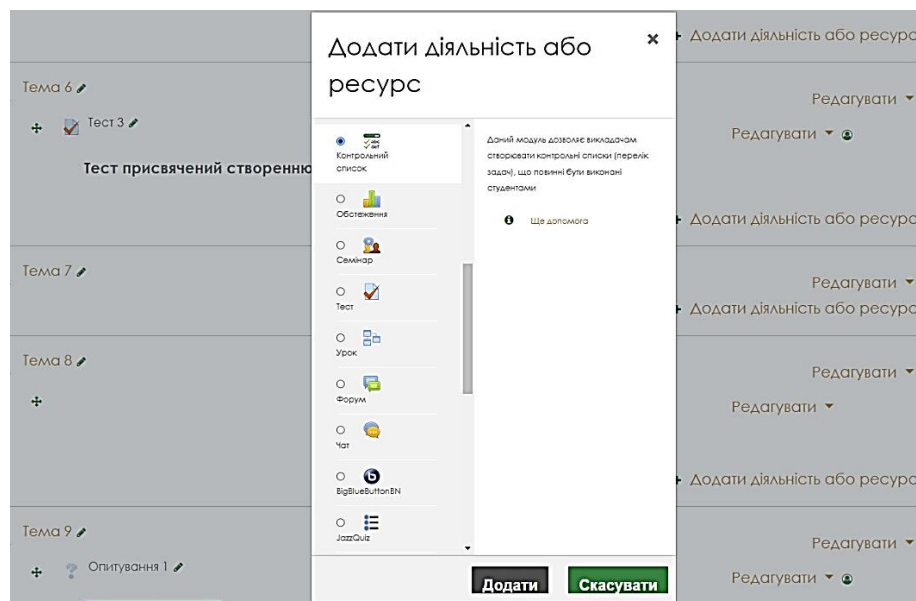 Додати діяльність або
ресурс
×
Контрольний
список
Обстеження
Семінар
Тест
Урок
Форум
Чат
BigBlueButtonBN
JazzQuiz
Даний модуль дозволяє викладачам
створювати контрольні списки (перелік
задач), що повинні бути виконані
студентами
Ще допомога
Додати
Скасувати
+ Додати діяльність або ресурс
Тема 6
Редагувати
Тест 3
Редагувати
Тест присвячений створенню
+ Додати діяльність або ресурс
Тема 7
Редагувати
+ Додати діяльність або ресурс
Тема 8
Редагувати
Редагувати
+ Додати діяльність або ресурс
Тема 9
Редагувати
Опитування 1
Редагувати